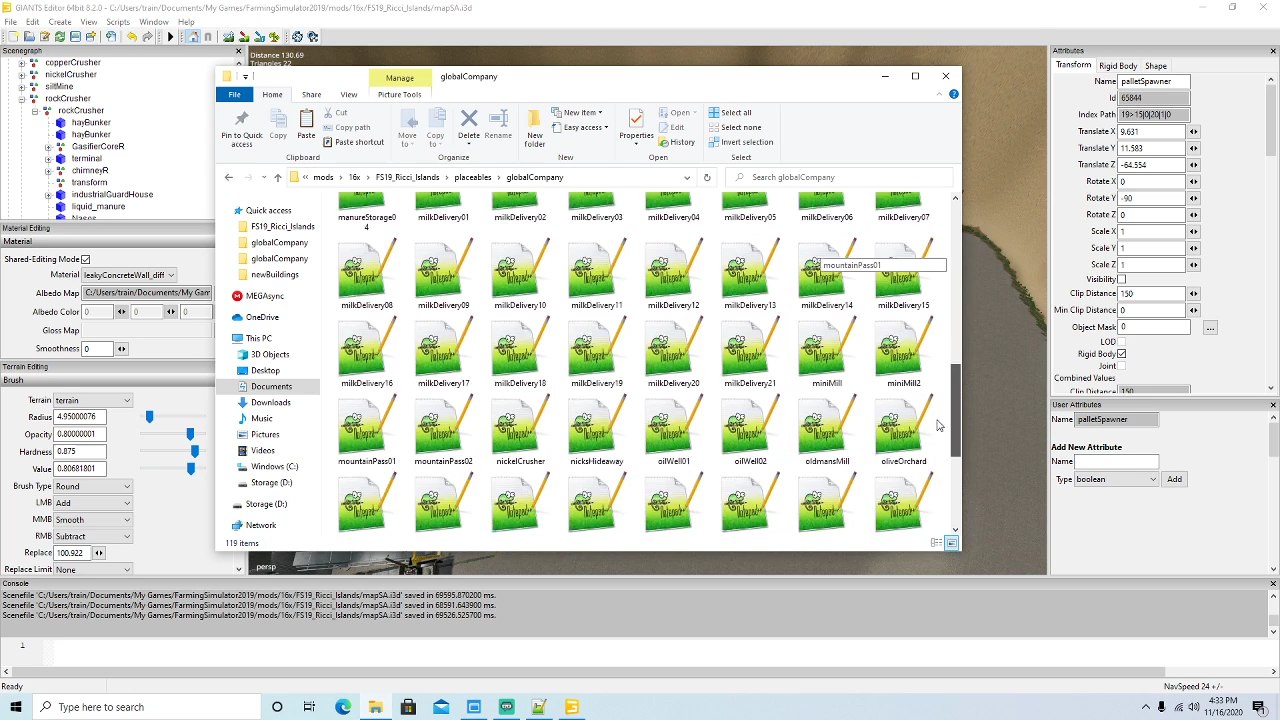 GIANTS Editor 64bit 8.2.0 - C:/Users/train/Documents/My Games/FarmingSimulator2019/mods/16x/FS19_Ricci_Islands/mapSA.i3d
File Edit Create View Scripts Window Help
Scenegraph
copperCrusher
nickelCrusher
siltMine
rockCrusher
rockCrusher
hayBunker
hayBunker
GasifierCoreR
terminal
chimneyR
transform
industrialGuardHouse
liquid_manure
Material Editing
Material
Shared-Editing Mode
Material leakyConcreteWall_diff
Albedo Map C:/Users/train/Documents/My Gam
Albedo Color 0 0 0
Gloss Map
Smoothness 0
Terrain Editing
Brush
Terrain terrain
Radius 4.95000076
Opacity 0.80000001
Hardness 0.875
Value 0.80681801
Brush Type Round
LMB Add
MMB Smooth
RMB Subtract
Replace 100.922
Replace Limit None
Distance 130.69
Triangles 22
persp
Manage globalCompany
File Home Share View Picture Tools
Pin to Quick access
Copy
Paste
Cut
Copy path
Paste shortcut
Clipboard
Move to
Copy to
Delete
Rename
Organize
New folder
New item
Easy access
New
Properties
Open
Edit
History
Open
Select all
Select none
Invert selection
Select
mods 16x FS19_Ricci_Islands placeables globalCompany
Search globalCompany
Quick access
FS19_Ricci_Islands
globalCompany
globalCompany
newBuildings
MEGAsync
OneDrive
This PC
3D Objects
Desktop
Documents
Downloads
Music
Pictures
Videos
Windows (C:)
Storage (D:)
Storage (D:)
Network
manureStorage04 milkDelivery01 milkDelivery02 milkDelivery03 milkDelivery04 milkDelivery05 milkDelivery06 milkDelivery07
mountainPass01
milkDelivery08 milkDelivery09 milkDelivery10 milkDelivery11 milkDelivery12 milkDelivery13 milkDelivery14 milkDelivery15
milkDelivery16 milkDelivery17 milkDelivery18 milkDelivery19 milkDelivery20 milkDelivery21 miniMill miniMill2
mountainPass01 mountainPass02 nickelCrusher nicksHideaway oilWell01 oilWell02 oldmansMill oliveOrchard
119 items
Attributes
Transform Rigid Body Shape
Name palletSpawner
Id 65844
Index Path 19>15|0|20|1|0
Translate X 9.631
Translate Y 11.583
Translate Z -64.554
Rotate X 0
Rotate Y -90
Rotate Z 0
Scale X 1
Scale Y 1
Scale Z 1
Visibility
Clip Distance 150
Min Clip Distance 0
Object Mask 0 ...
LOD
Rigid Body
Joint
Combined Values
Clip Distance 150
User Attributes
Name palletSpawner
Add New Attribute
Name
Type boolean Add
Console
Scenefile 'C:/Users/train/Documents/My Games/FarmingSimulator2019/mods/16x/FS19_Ricci_Islands/mapSA.i3d' saved in 69595.870200 ms.
Scenefile 'C:/Users/train/Documents/My Games/FarmingSimulator2019/mods/16x/FS19_Ricci_Islands/mapSA.i3d' saved in 68591.643900 ms.
Scenefile 'C:/Users/train/Documents/My Games/FarmingSimulator2019/mods/16x/FS19_Ricci_Islands/mapSA.i3d' saved in 69526.525700 ms.
1
Ready
NavSpeed 24 +/-
Type here to search
4:33 PM
11/16/2020